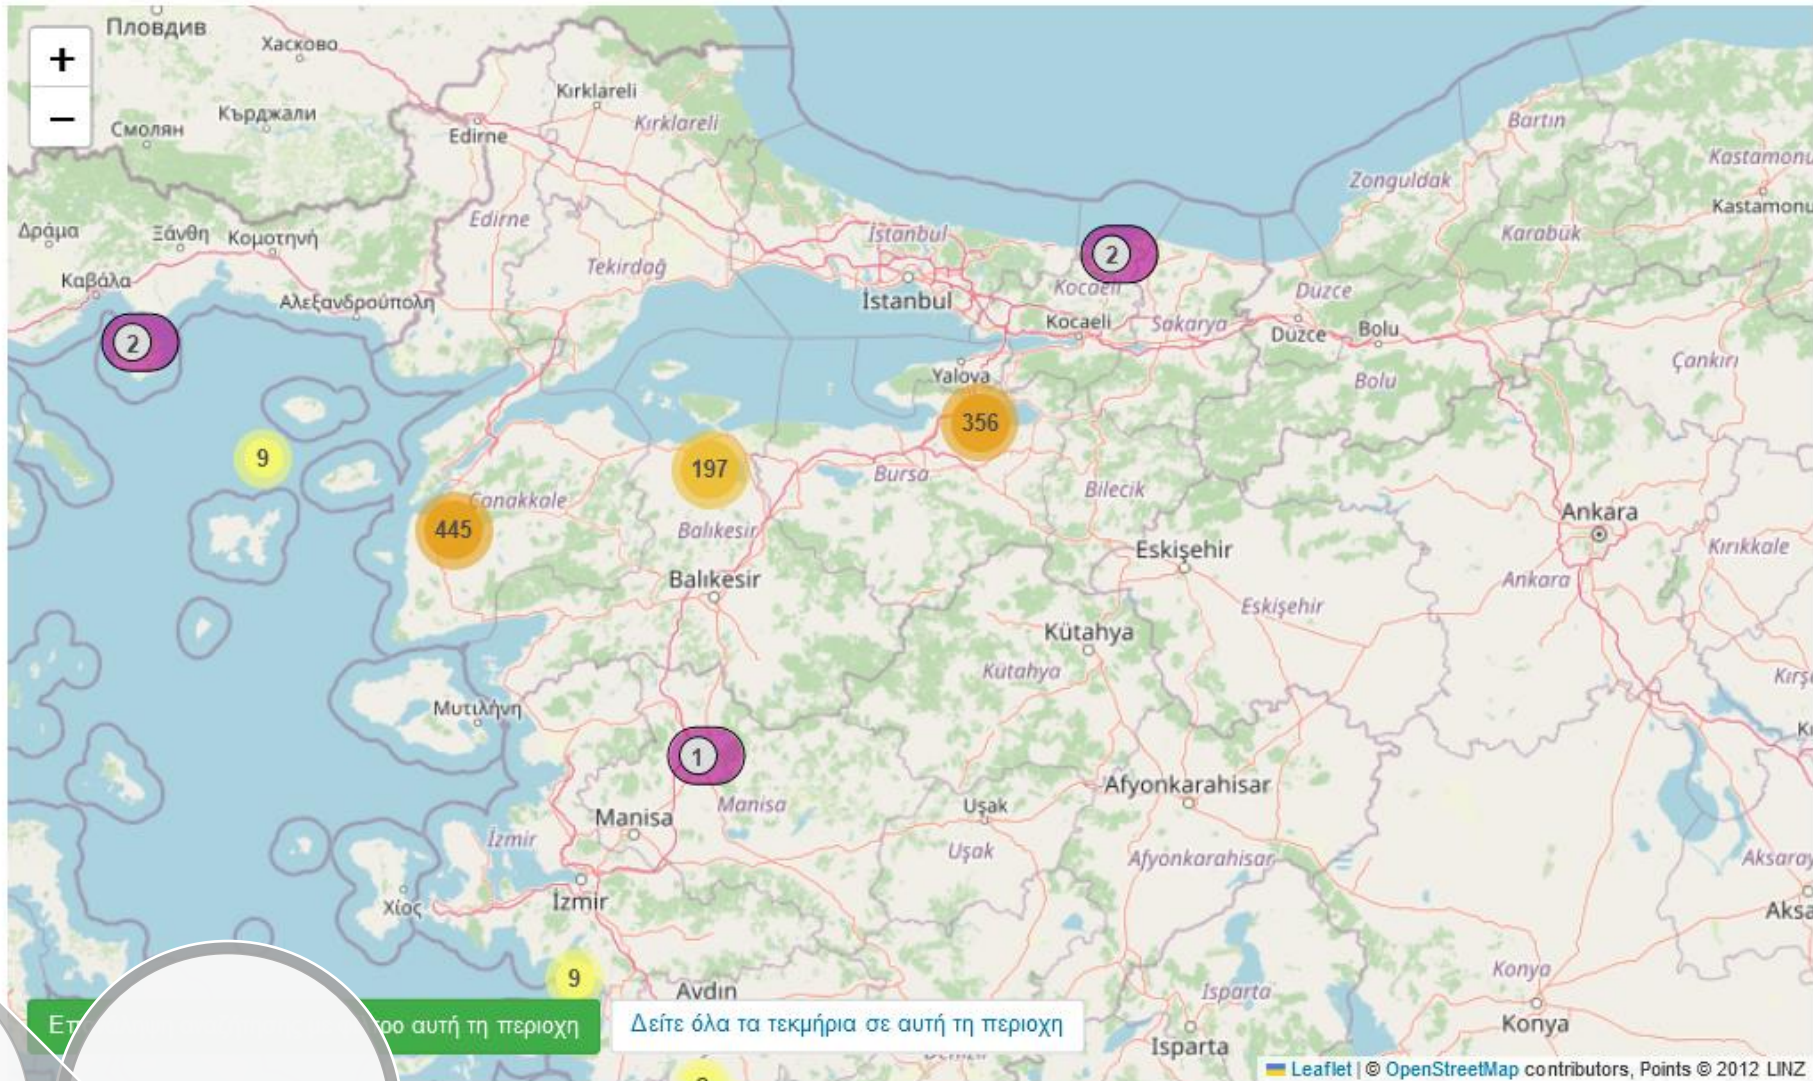 Пловдив
Хасково
+
−
Kırklareli
Кърджали
Смолян
Edirne
Kırklareli
Bartın
Kastamonu
Zonguldak
Kastamonu
Δράμα
Ξάνθη
Κομοτηνή
Edirne
İstanbul
Karabük
2
Tekirdağ
Καβάλα
Αλεξανδρούπολη
İstanbul
Kocaeli
Düzce
Kocaeli
Sakarya
Düzce
Bolu
2
Yalova
Çankırı
Bolu
356
9
197
Bursa
Bilecik
Çanakkale
445
Balıkesir
Ankara
Eskişehir
Kırıkkale
Balıkesir
Ankara
Eskişehir
Kütahya
Kütahya
Μυτιλήνη
1
Afyonkarahisar
Manisa
Uşak
Manisa
İzmir
Uşak
Afyonkarahisar
Aksaray
Χίος
İzmir
9
Konya
Aydın
Isparta
Επ
ρο αυτή τη περιοχη
Δείτε όλα τα τεκμήρια σε αυτή τη περιοχη
Konya
Isparta
Denizli
Leaflet | © OpenStreetMap contributors, Points © 2012 LINZ